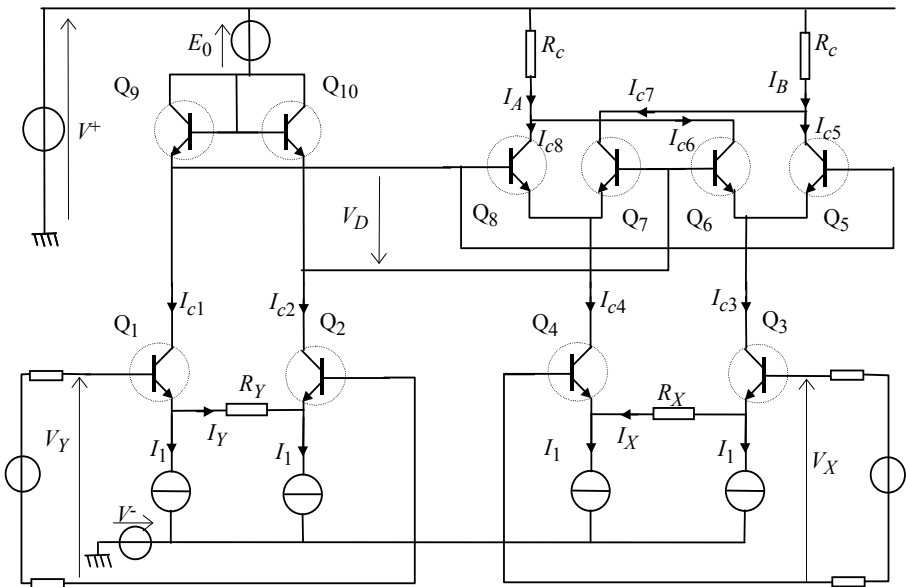 E0
Rc
Rc
Q9
Q10
IA
IB
Ic7
V+
Ic8
Ic6
Ic5
VD
Q8
Q7
Q6
Q5
Ic1
Ic2
Ic4
Ic3
Q1
Q2
Q4
Q3
RY
RX
VY
IY
IX
VX
I1
I1
I1
I1
V-